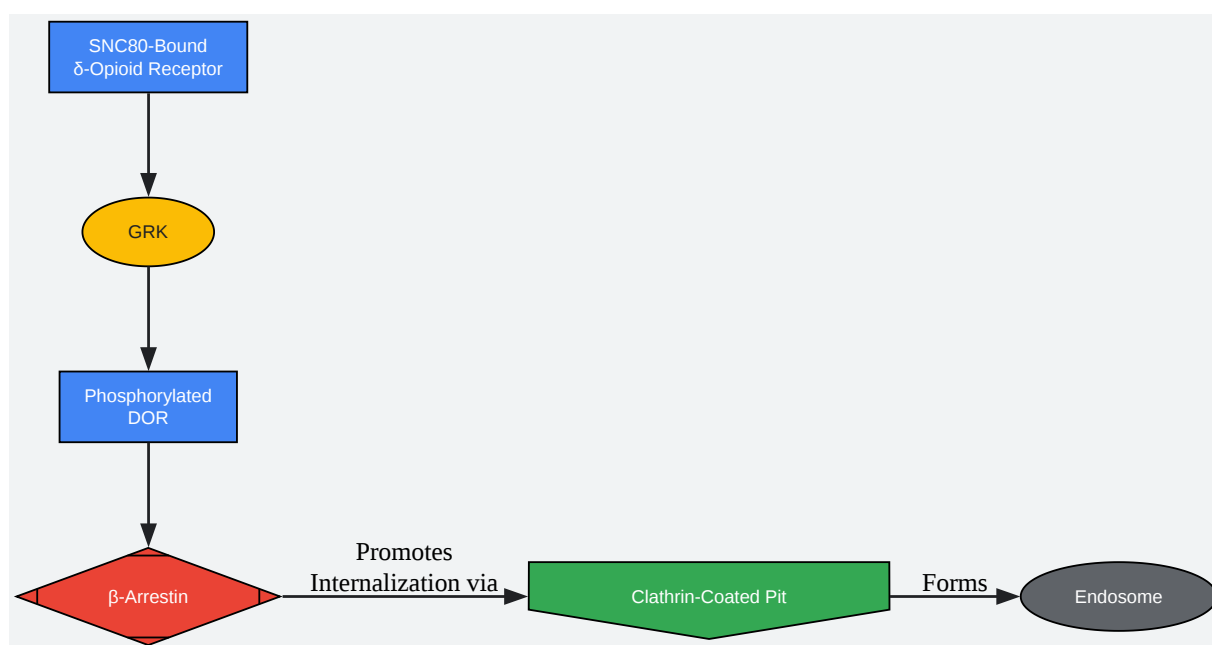 SNC80-Bound
δ-Opioid Receptor
GRK
Phosphorylated
DOR
β-Arrestin
Promotes
Internalization via
Clathrin-Coated Pit
Forms
Endosome